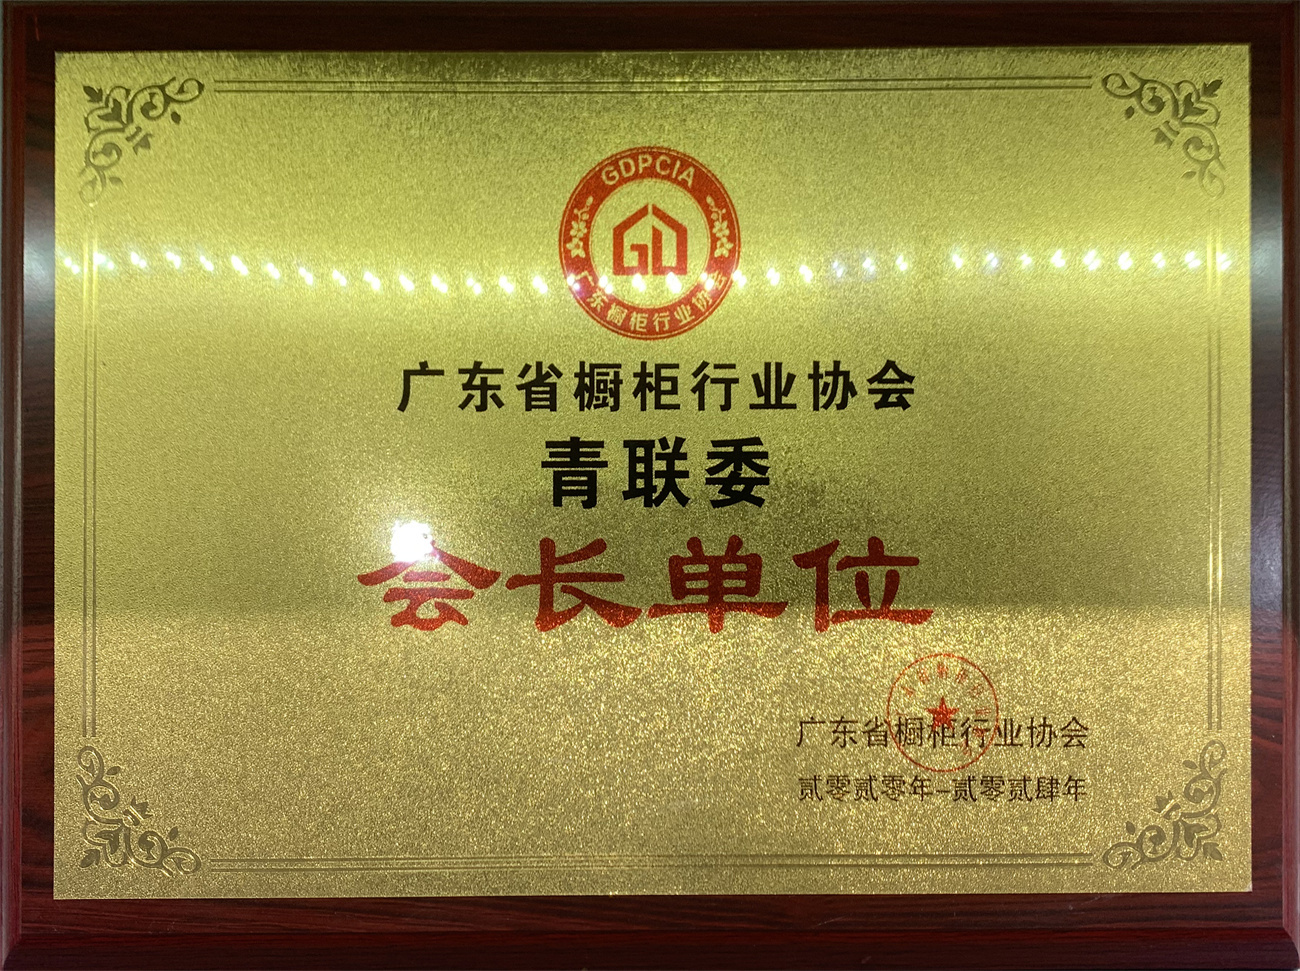 GDPCIA
GD
广东橱柜行业协会
广东省橱柜行业协会
青联委
会长单位
广东省橱柜行业协会
贰零贰零年-贰零贰肆年